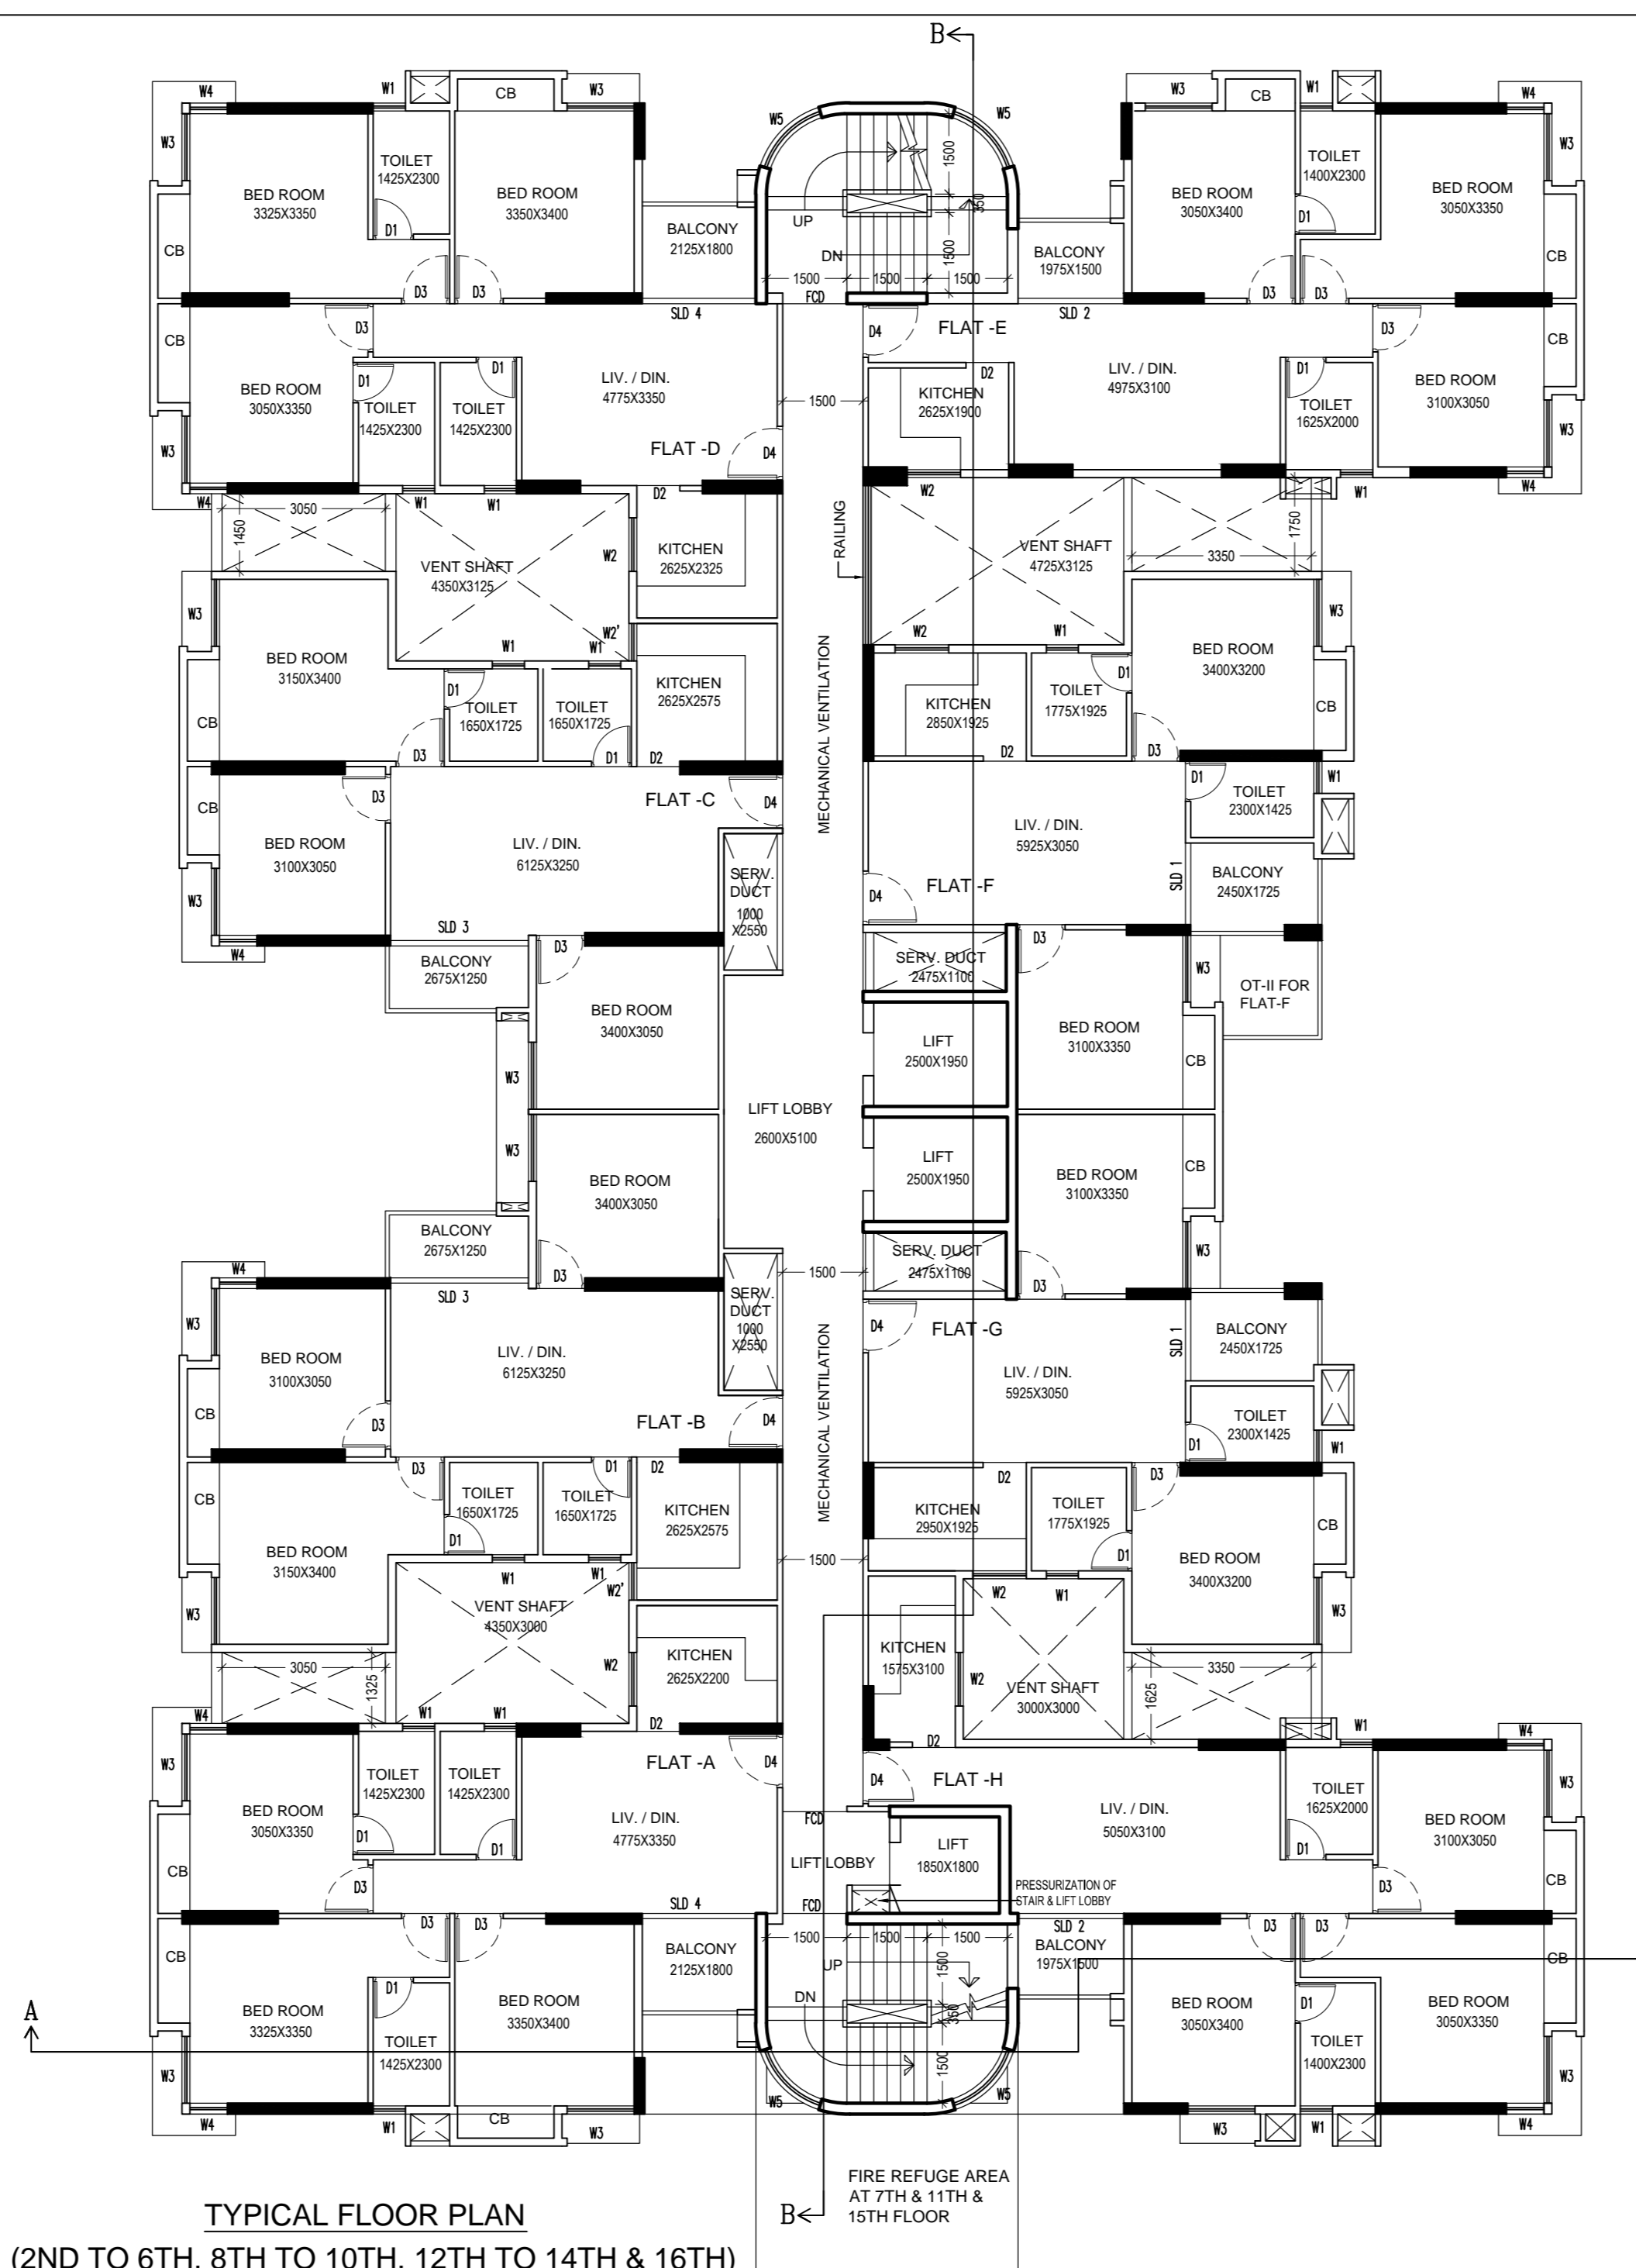 B
W4
W1
CB
W3
W3
CB
W1
W4
W3
W5
W5
W3
TOILET
1425X2300
BED ROOM
3325X3350
BED ROOM
3350X3400
1500
TOILET
1400X2300
BED ROOM
3050X3400
BED ROOM
3050X3350
D1
UP
350
D1
CB
BALCONY
2125X1800
DN
1500
BALCONY
1975X1500
CB
D3
D3
1500
1500
1500
D3
D3
FCD
SLD 4
SLD 2
CB
D3
FLAT -E
D4
D3
CB
D1
D1
LIV. / DIN.
4775X3350
D2
LIV. / DIN.
4975X3100
D1
BED ROOM
3050X3350
TOILET
1425X2300
TOILET
1425X2300
1500
KITCHEN
2625X1900
TOILET
1625X2000
BED ROOM
3100X3050
W3
FLAT -D
D4
W3
W4
W1
W1
D2
W2
W1
W4
3050
1450
RAILING
1750
VENT SHAFT
4350X3125
W2
KITCHEN
2625X2325
VENT SHAFT
4725X3125
3350
W3
W2'
W1
W1
W2
W1
W3
BED ROOM
3150X3400
MECHANICAL VENTILATION
BED ROOM
3400X3200
D1
KITCHEN
2625X2575
D1
TOILET
1650X1725
TOILET
1650X1725
KITCHEN
2850X1925
TOILET
1775X1925
CB
CB
D3
D1
D2
D2
D3
CB
D3
FLAT -C
D4
D1
TOILET
2300X1425
W1
BED ROOM
3100X3050
LIV. / DIN.
6125X3250
LIV. / DIN.
5925X3050
W3
SERV.
DUCT
1000
X2550
D4
FLAT -F
SLD 1
BALCONY
2450X1725
SLD 3
W4
D3
D3
BALCONY
2675X1250
SERV. DUCT
2475X1100
W3
OT-II FOR
FLAT-F
BED ROOM
3400X3050
LIFT
2500X1950
BED ROOM
3100X3350
CB
W3
LIFT LOBBY
2600X5100
W3
LIFT
2500X1950
CB
BED ROOM
3400X3050
BED ROOM
3100X3350
BALCONY
2675X1250
SERV. DUCT
2475X1100
W3
W4
D3
1500
D3
SLD 3
SERV.
DUCT
1000
X2550
W3
D4
FLAT -G
SLD 1
BALCONY
2450X1725
BED ROOM
3100X3050
LIV. / DIN.
6125X3250
MECHANICAL VENTILATION
LIV. / DIN.
5925X3050
CB
D3
FLAT -B
D4
TOILET
2300X1425
D1
W1
D3
D1
D2
D2
D3
CB
TOILET
1650X1725
TOILET
1650X1725
KITCHEN
2625X2575
KITCHEN
2950X1925
TOILET
1775X1925
CB
D1
D1
BED ROOM
3150X3400
1500
BED ROOM
3400X3200
W3
W1
W1
W2'
W2
W1
W3
VENT SHAFT
4350X3000
KITCHEN
1575X3100
3050
1325
W2
KITCHEN
2625X2200
W2
VENT SHAFT
3000X3000
3350
1625
W4
W1
W1
D2
D2
W1
W4
W3
FLAT -A
D4
D4
FLAT -H
W3
TOILET
1425X2300
TOILET
1425X2300
TOILET
1625X2000
BED ROOM
3050X3350
LIV. / DIN.
4775X3350
FCD
LIV. / DIN.
5050X3100
BED ROOM
3100X3050
D1
D1
LIFT
1850X1800
D1
CB
LIFT LOBBY
D3
PRESSURIZATION OF
STAIR & LIFT LOBBY
D3
CB
SLD 4
FCD
D3
D3
SLD 2
D3
D3
1500
1500
1500
CB
BALCONY
2125X1800
UP
1500
BALCONY
1975X1500
CB
D1
DN
350
D1
A
BED ROOM
3325X3350
BED ROOM
3350X3400
BED ROOM
3050X3400
BED ROOM
3050X3350
TOILET
1425X2300
1500
TOILET
1400X2300
W3
W5
W5
W3
W4
W1
CB
W3
W3
W1
W4
FIRE REFUGE AREA
AT 7TH & 11TH &
15TH FLOOR
B
TYPICAL FLOOR PLAN
(2ND TO 6TH, 8TH TO 10TH, 12TH TO 14TH & 16TH)